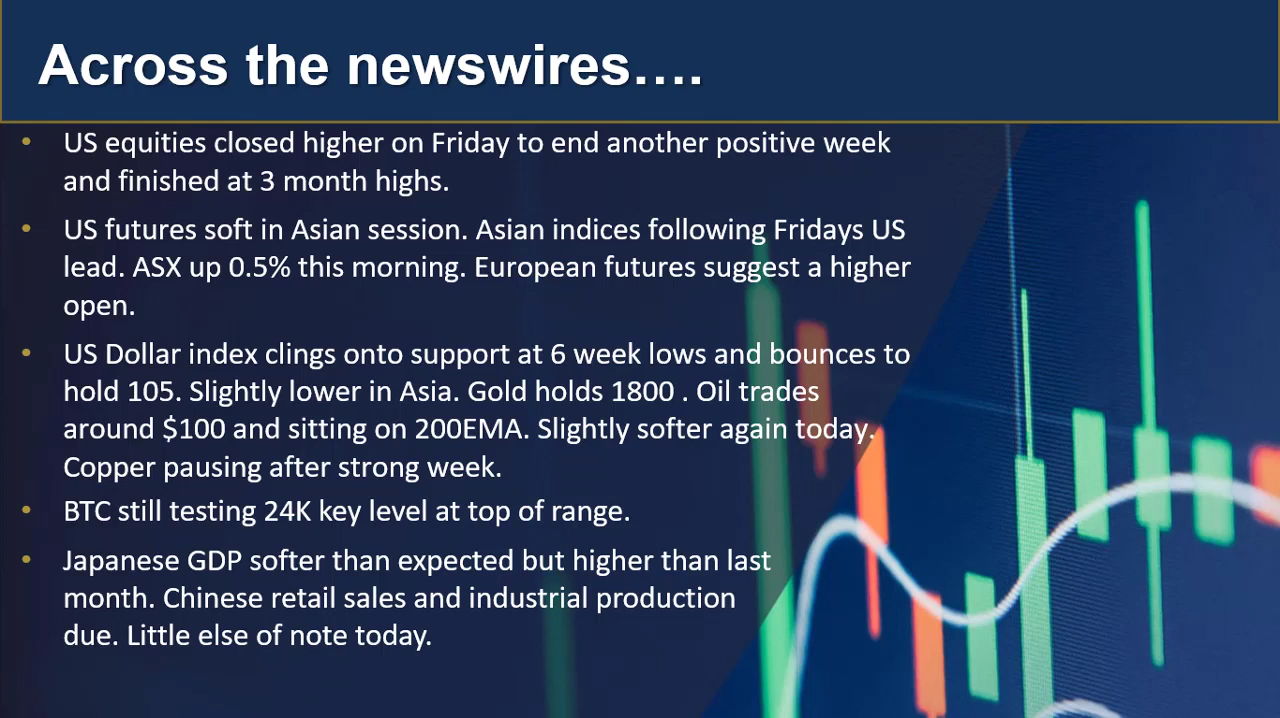 Across the newswires….
• US equities closed higher on Friday to end another positive week
and finished at 3 month highs.
• US futures soft in Asian session. Asian indices following Fridays US
lead. ASX up 0.5% this morning. European futures suggest a higher
open.
• US Dollar index clings onto support at 6 week lows and bounces to
hold 105. Slightly lower in Asia. Gold holds 1800 . Oil trades
around $100 and sitting on 200EMA. Slightly softer again today.
Copper pausing after strong week.
• BTC still testing 24K key level at top of range.
• Japanese GDP softer than expected but higher than last
month. Chinese retail sales and industrial production
due. Little else of note today.